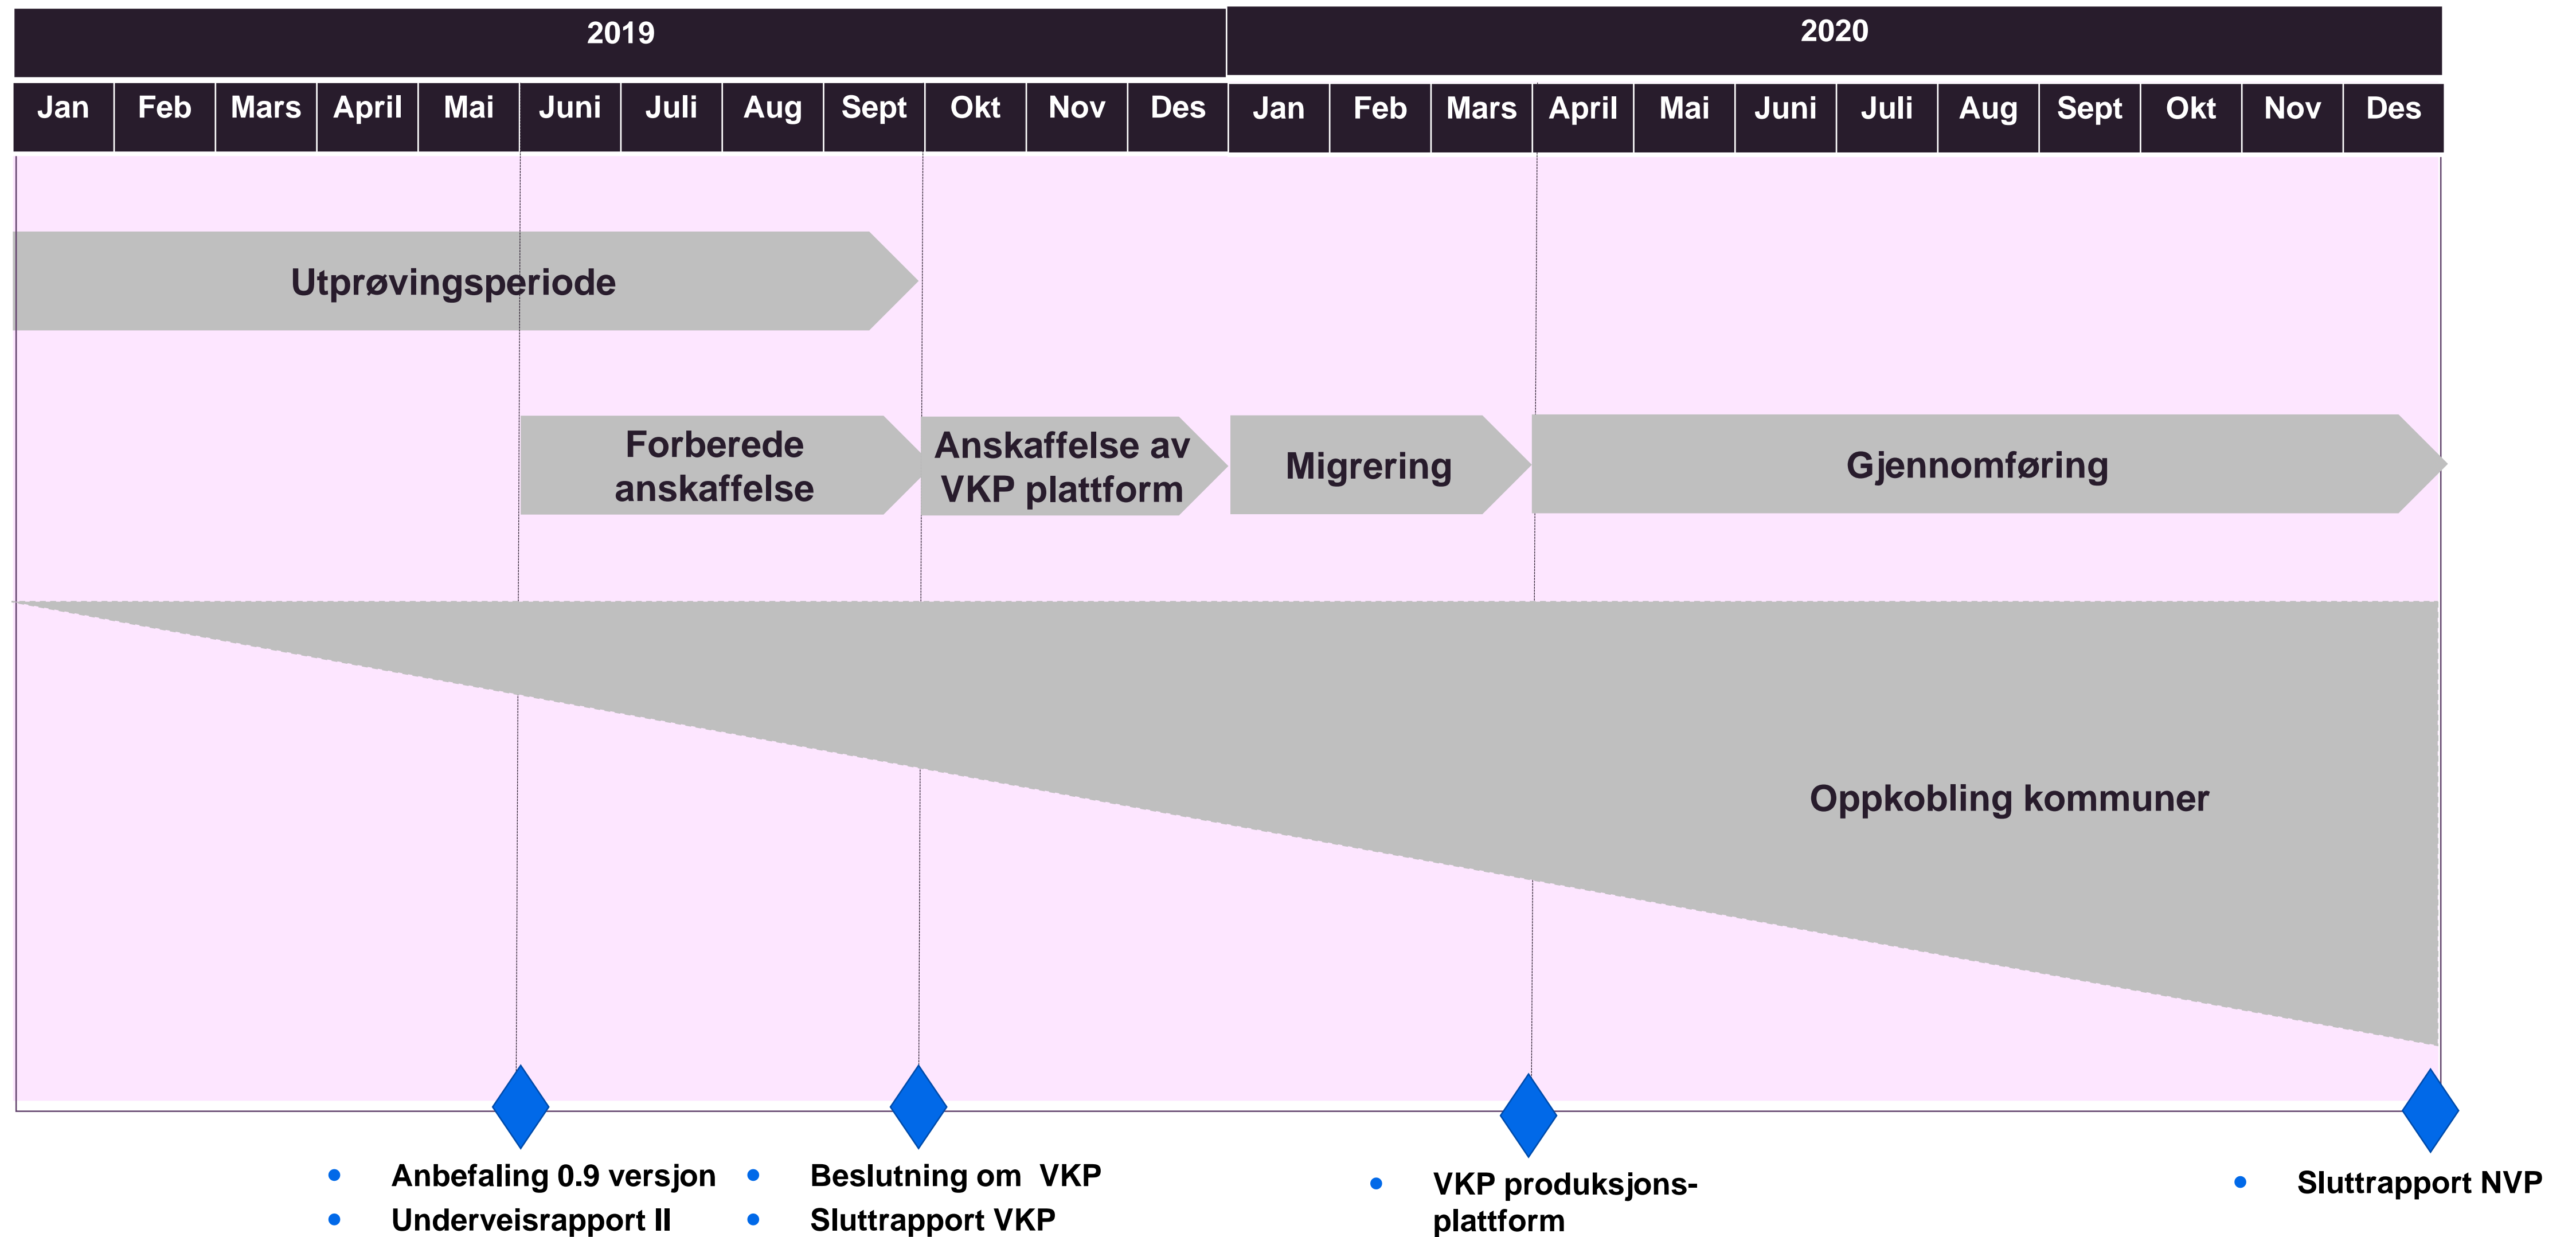 2019
2020
Jan Feb Mars April Mai Juni Juli Aug Sept Okt Nov Des Jan Feb Mars April Mai Juni Juli Aug Sept Okt Nov Des
Utprøvingsperiode
Forberede
anskaffelse
Anskaffelse av
VKP plattform
Migrering
Gjennomføring
Oppkobling kommuner
• Anbefaling 0.9 versjon
• Underveisrapport II
• Beslutning om VKP
• Sluttrapport VKP
• VKP produksjons-
plattform
• Sluttrapport NVP